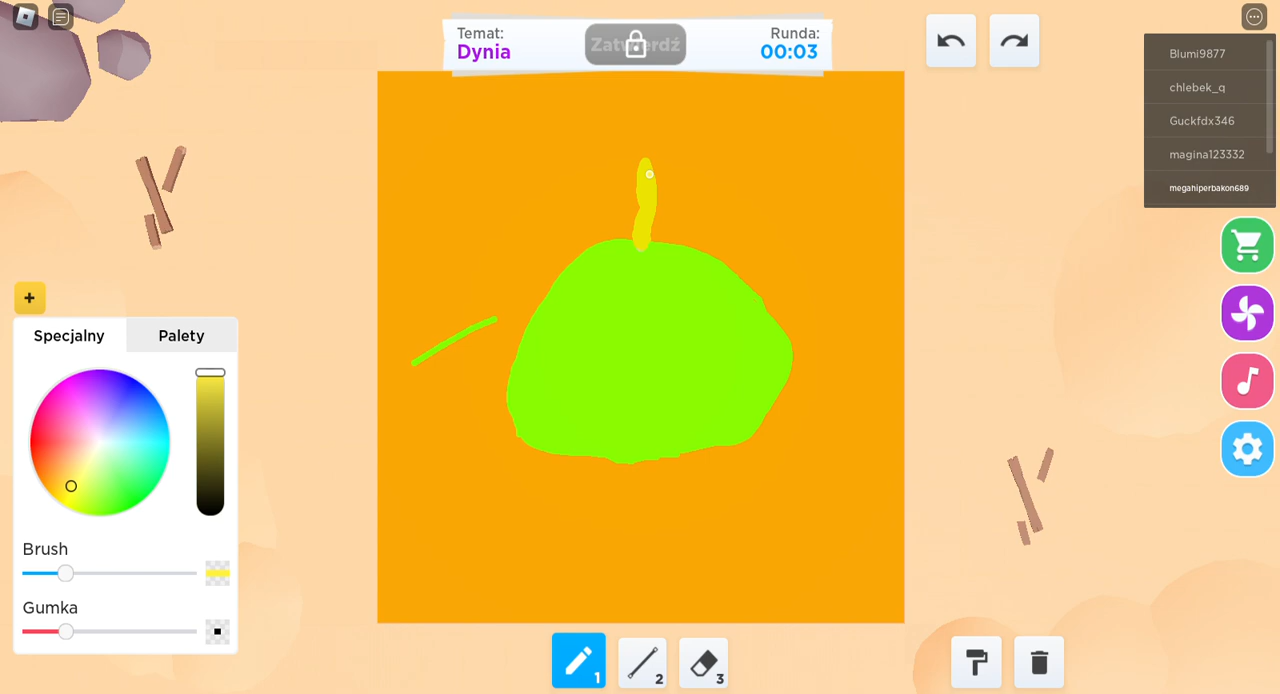 Temat:
Dynia
Zatwierdź
Runda:
00:03
Blumi9877
chlebek_q
Guckfdx346
magina123332
megahiperbakon689
+
Specjalny
Palety
Brush
Gumka
1
2
3